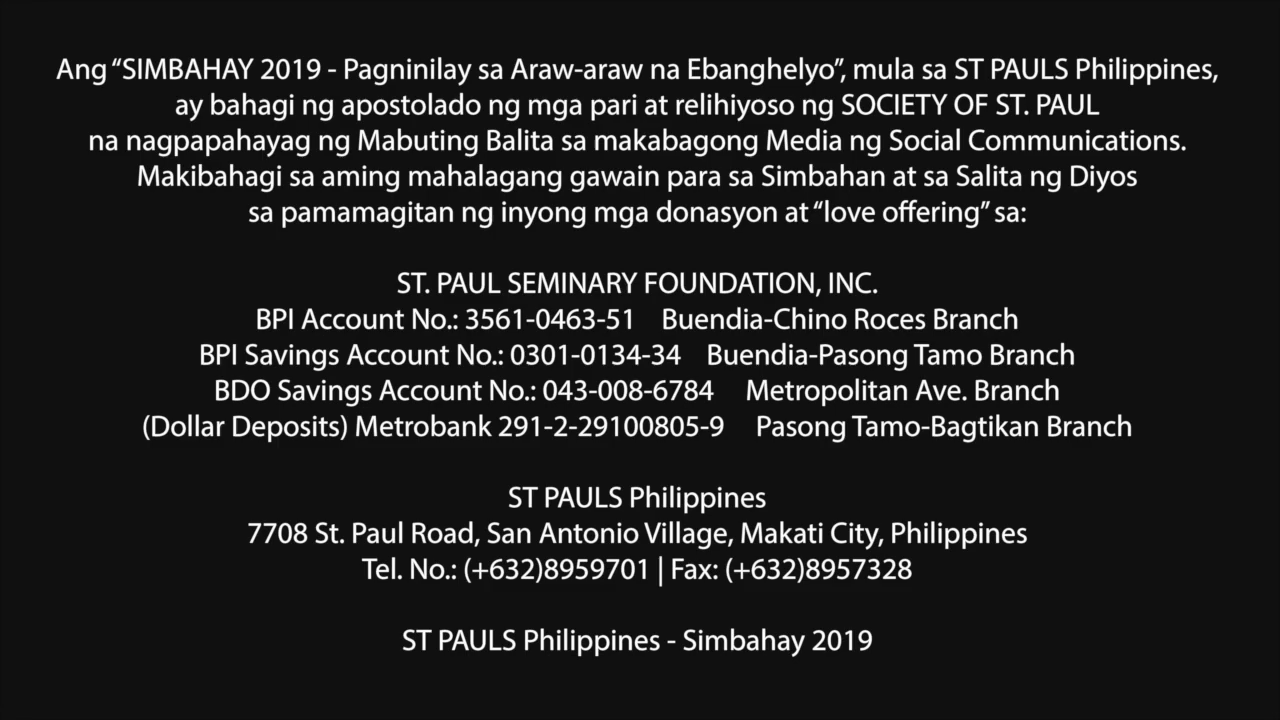 Ang “SIMBAHAY 2019 - Pagninilay sa Araw-araw na Ebanghelyo”, mula sa ST PAULS Philippines,
ay bahagi ng apostolado ng mga pari at relihiyoso ng SOCIETY OF ST. PAUL
na nagpapahayag ng Mabuting Balita sa makabagong Media ng Social Communications.
Makibahagi sa aming mahalagang gawain para sa Simbahan at sa Salita ng Diyos
sa pamamagitan ng inyong mga donasyon at “love offering” sa:
ST. PAUL SEMINARY FOUNDATION, INC.
BPI Account No.: 3561-0463-51 Buendia-Chino Roces Branch
BPI Savings Account No.: 0301-0134-34 Buendia-Pasong Tamo Branch
BDO Savings Account No.: 043-008-6784 Metropolitan Ave. Branch
(Dollar Deposits) Metrobank 291-2-29100805-9 Pasong Tamo-Bagtikan Branch
ST PAULS Philippines
7708 St. Paul Road, San Antonio Village, Makati City, Philippines
Tel. No.: (+632)8959701 | Fax: (+632)8957328
ST PAULS Philippines - Simbahay 2019